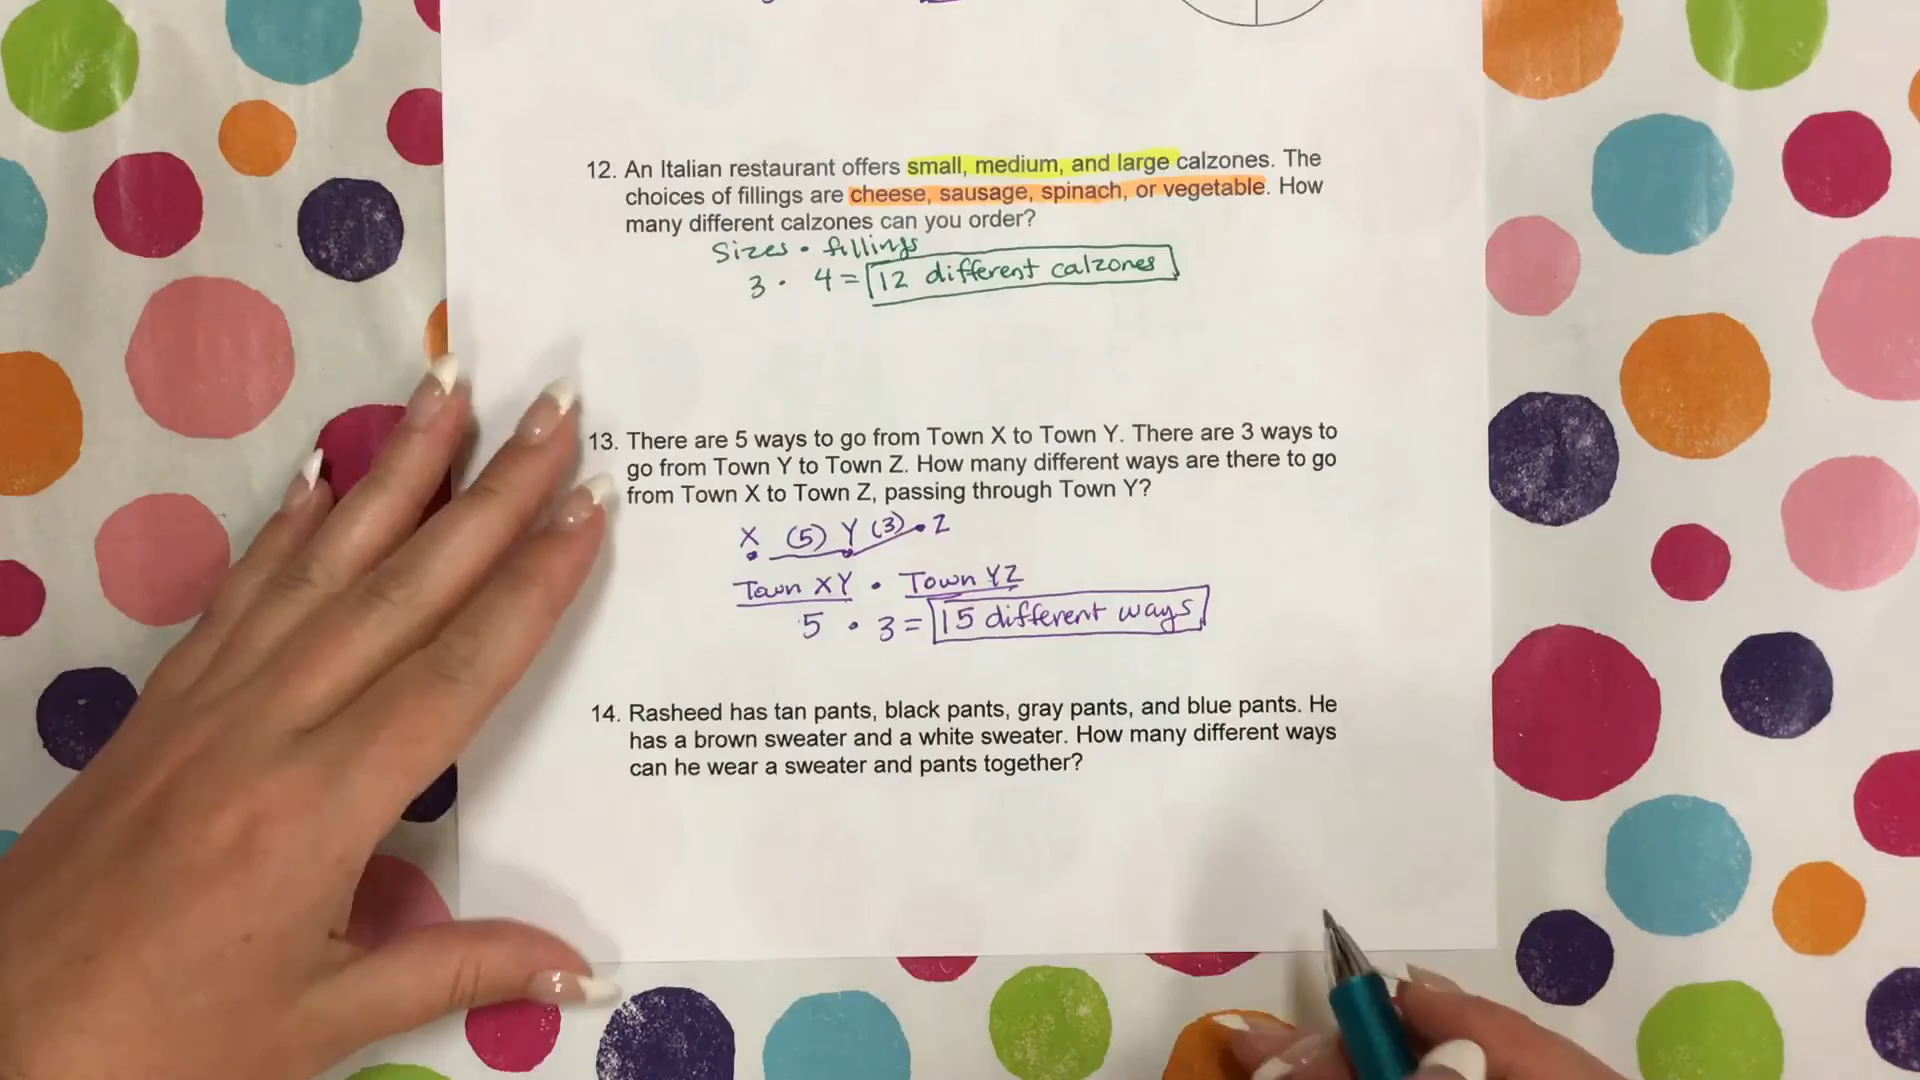 12. An Italian restaurant offers small, medium, and large calzones. The
choices of fillings are cheese, sausage, spinach, or vegetable. How
many different calzones can you order?
Sizes • fillings
3 • 4 = 12 different calzones
13. There are 5 ways to go from Town X to Town Y. There are 3 ways to
go from Town Y to Town Z. How many different ways are there to go
from Town X to Town Z, passing through Town Y?
X (5) Y (3) • Z
Town XY • Town YZ
5 • 3 = 15 different ways
14. Rasheed has tan pants, black pants, gray pants, and blue pants. He
has a brown sweater and a white sweater. How many different ways
can he wear a sweater and pants together?